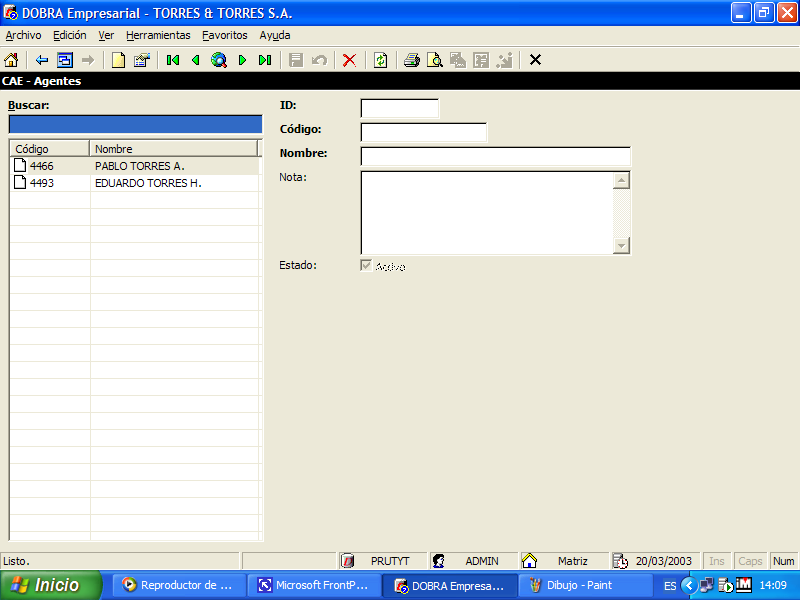 DOBRA Empresarial - TORRES & TORRES S.A.
Archivo Edición Ver Herramientas Favoritos Ayuda
CAE - Agentes
Buscar:
Código Nombre
4466 PABLO TORRES A.
4493 EDUARDO TORRES H.
ID:
Código:
Nombre:
Nota:
Estado: Activo
Listo. PRUTYT ADMIN Matriz 20/03/2003 Ins Caps Num
Inicio Reproductor de ... Microsoft FrontP... DOBRA Empresa... Dibujo - Paint ES 14:09